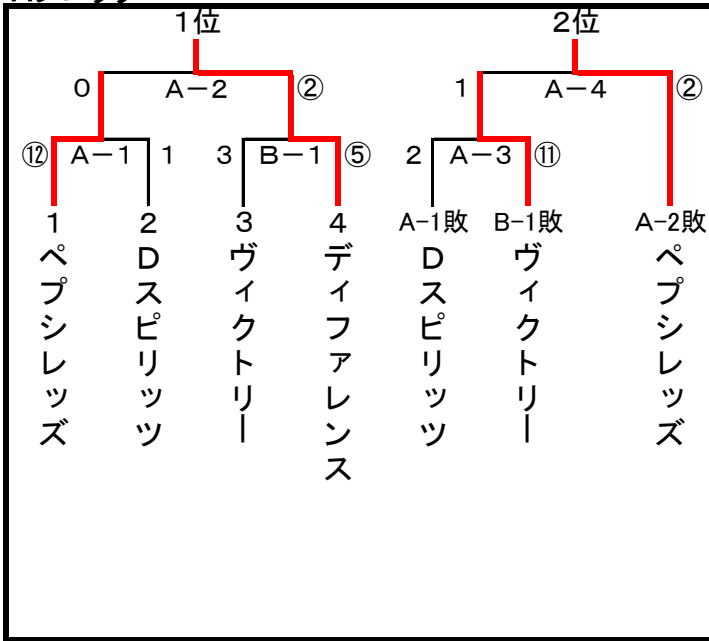 1位 2位
0 A-2 ② 1 A-4 ②
⑫ A-1 1 3 B-1 ⑤ 2 A-3 ⑪
1 2 3 4 A-1敗 B-1敗 A-2敗
ペプシレッズ
Dスピリッツ
ヴィクトリー
ディファレンス
Dスピリッツ
ヴィクトリー
ペプシレッズ